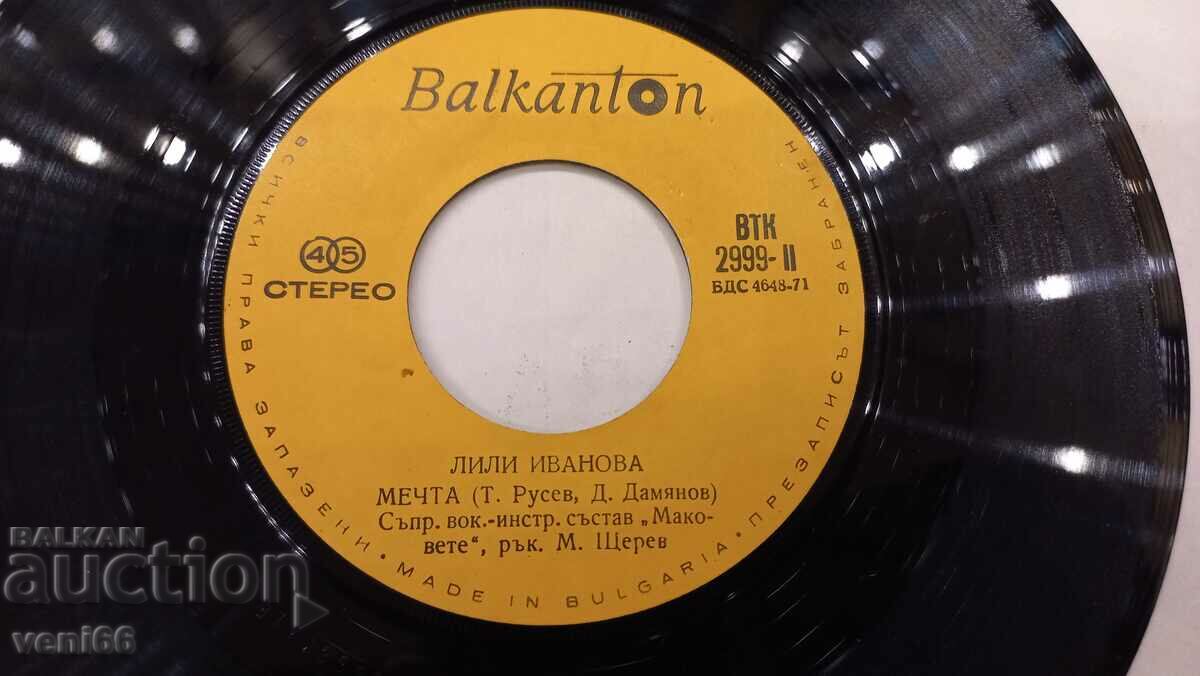 Balkanton
45
СТЕРЕО
ВТК
2999-II
БДС 4648-71
ЛИЛИ ИВАНОВА
МЕЧТА (Т. Русев, Д. Дамянов)
Съпр. вок.-инстр. състав „Мако-
вете“, рък. М. Щерев
ВСИЧКИ ПРАВА ЗАПАЗЕНИ • MADE IN BULGARIA • ПРЕЗАПИСЪТ ЗАБРАНЕН
BALKAN
auction
veni66